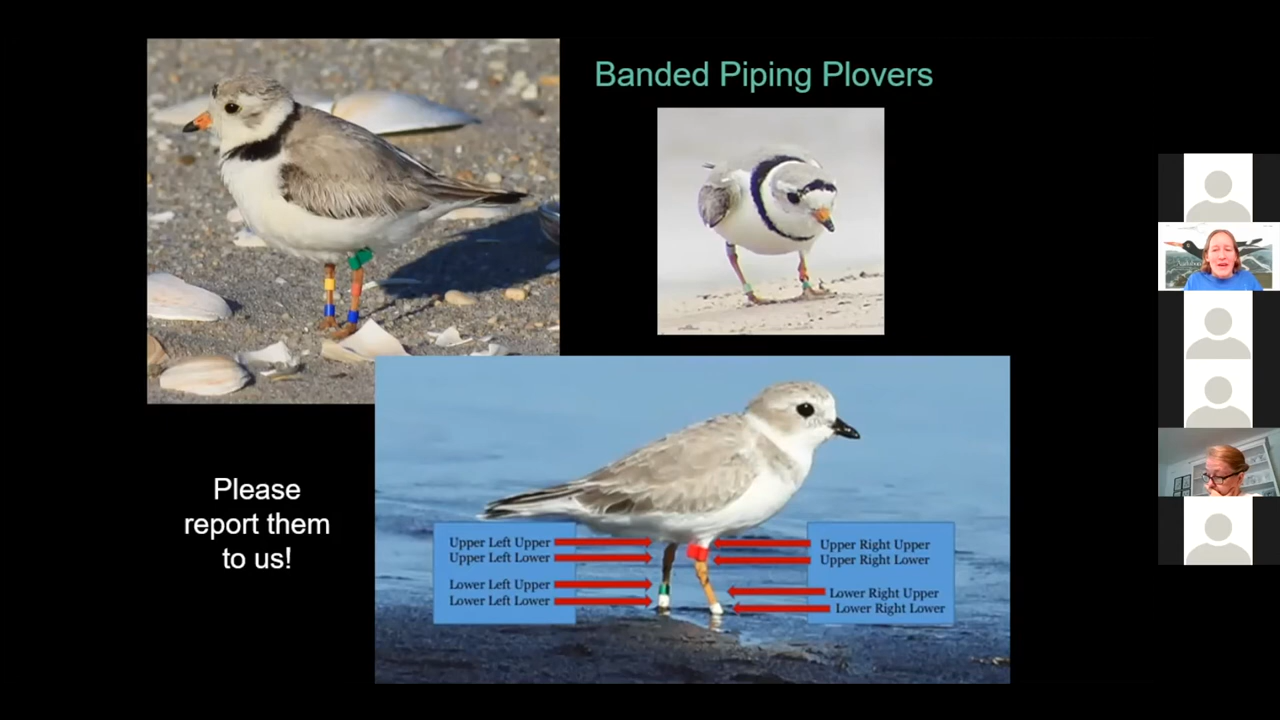 Banded Piping Plovers
Please
report them
to us!
Upper Left Upper
Upper Left Lower
Lower Left Upper
Lower Left Lower
Upper Right Upper
Upper Right Lower
Lower Right Upper
Lower Right Lower